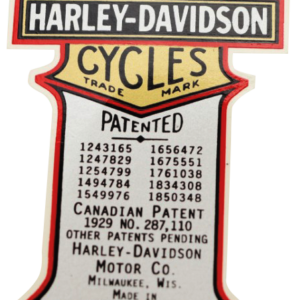 HARLEY-DAVIDSON
CYCLES
TRADE MARK
PATENTED
1243165 1656472
1247829 1675551
1254799 1761038
1494784 1834308
1549976 1850348
CANADIAN PATENT
1929 NO. 287,110
OTHER PATENTS PENDING
HARLEY-DAVIDSON
MOTOR CO.
MILWAUKEE, WIS.
MADE IN